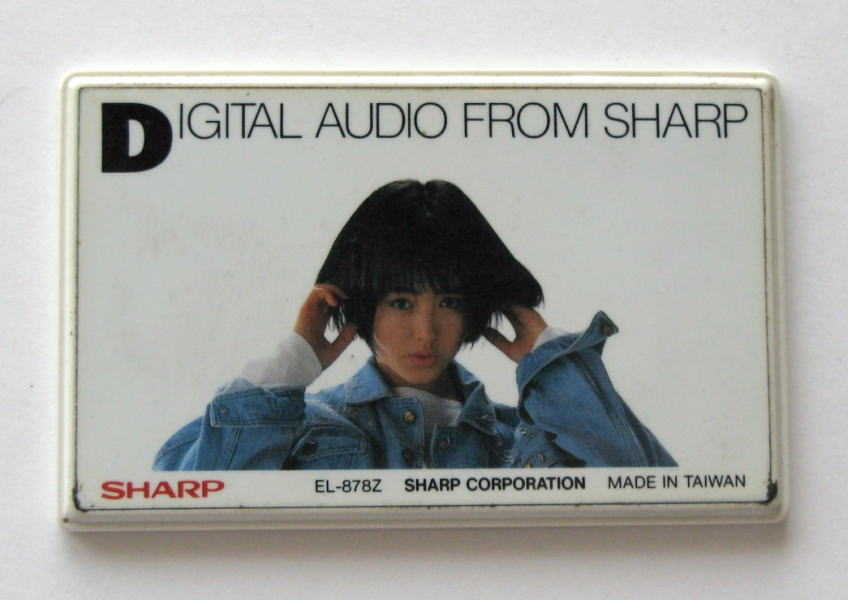 DIGITAL AUDIO FROM SHARP
SHARP EL-878Z SHARP CORPORATION MADE IN TAIWAN